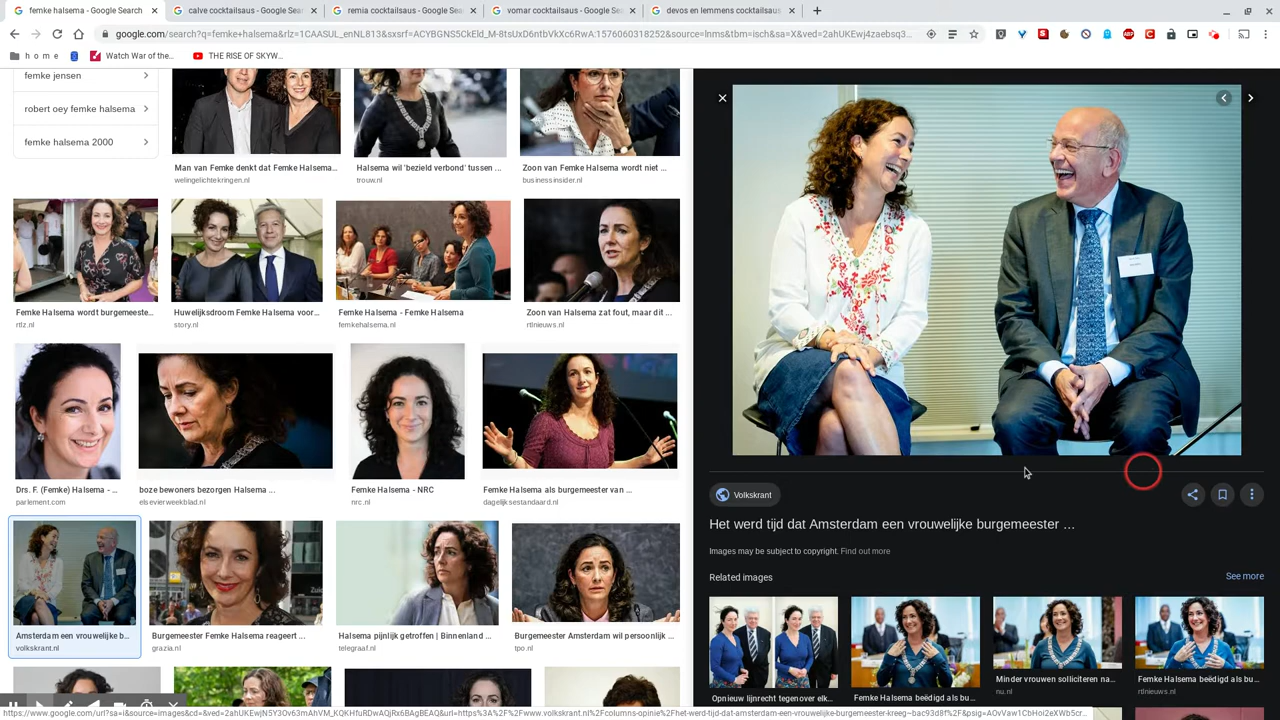 femke halsema - Google Search
calve cocktailsaus - Google Sear
remia cocktailsaus - Google Sea
vomar cocktailsaus - Google Sea
devos en lemmens cocktailsaus
google.com/search?q=femke+halsema&rlz=1CAASUL_enNL813&sxsrf=ACYBGNS5CkEld_M-8tsUxD6ntbVkXc6RwA:1576060318252&source=lnms&tbm=isch&sa=X&ved=2ahUKEwj4zaebsq3...
h o m e
Watch War of the...
THE RISE OF SKYW...
femke jensen
robert oey femke halsema
femke halsema 2000
Man van Femke denkt dat Femke Halsema...
welingelichtekringen.nl
Halsema wil 'bezield verbond' tussen ...
trouw.nl
Zoon van Femke Halsema wordt niet ...
businessinsider.nl
Femke Halsema wordt burgemeeste...
rtlz.nl
Huwelijksdroom Femke Halsema voor...
story.nl
Femke Halsema - Femke Halsema
femkehalsema.nl
Zoon van Halsema zat fout, maar dit ...
rtlnieuws.nl
Drs. F. (Femke) Halsema - ...
parlement.com
boze bewoners bezorgen Halsema ...
elsevierweekblad.nl
Femke Halsema - NRC
nrc.nl
Femke Halsema als burgemeester van ...
dagelijksestandaard.nl
Amsterdam een vrouwelijke b...
volkskrant.nl
Burgemeester Femke Halsema reageert ...
grazia.nl
Halsema pijnlijk getroffen | Binnenland ...
telegraaf.nl
Burgemeester Amsterdam wil persoonlijk ...
tpo.nl
Volkskrant
Het werd tijd dat Amsterdam een vrouwelijke burgemeester ...
Images may be subject to copyright. Find out more
Related images
See more
Opnieuw lijnrecht tegenover elk...
Femke Halsema beëdigd als bu...
Minder vrouwen solliciteren na...
nu.nl
Femke Halsema beëdigd als bu...
rtlnieuws.nl